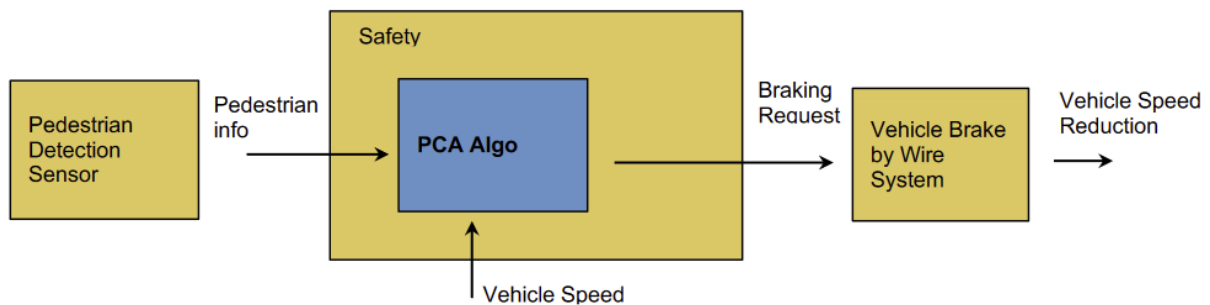 Safety
Pedestrian
Detection
Sensor
Pedestrian
info
PCA Algo
Vehicle Speed
Braking
Request
Vehicle Brake
by Wire
System
Vehicle Speed
Reduction